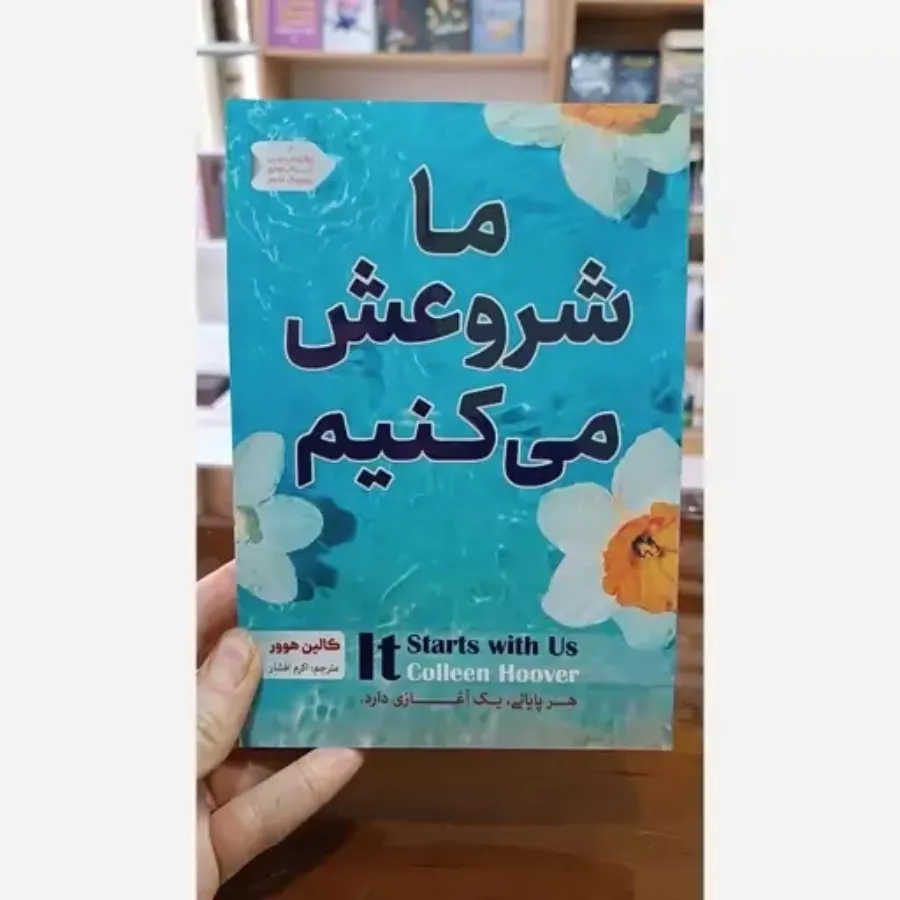 ما
شروعش
می‌کنیم
کالین هوور
مترجم: اکرم افشار
It Starts with Us
Colleen Hoover
هر پایانی، یک آغازی دارد.